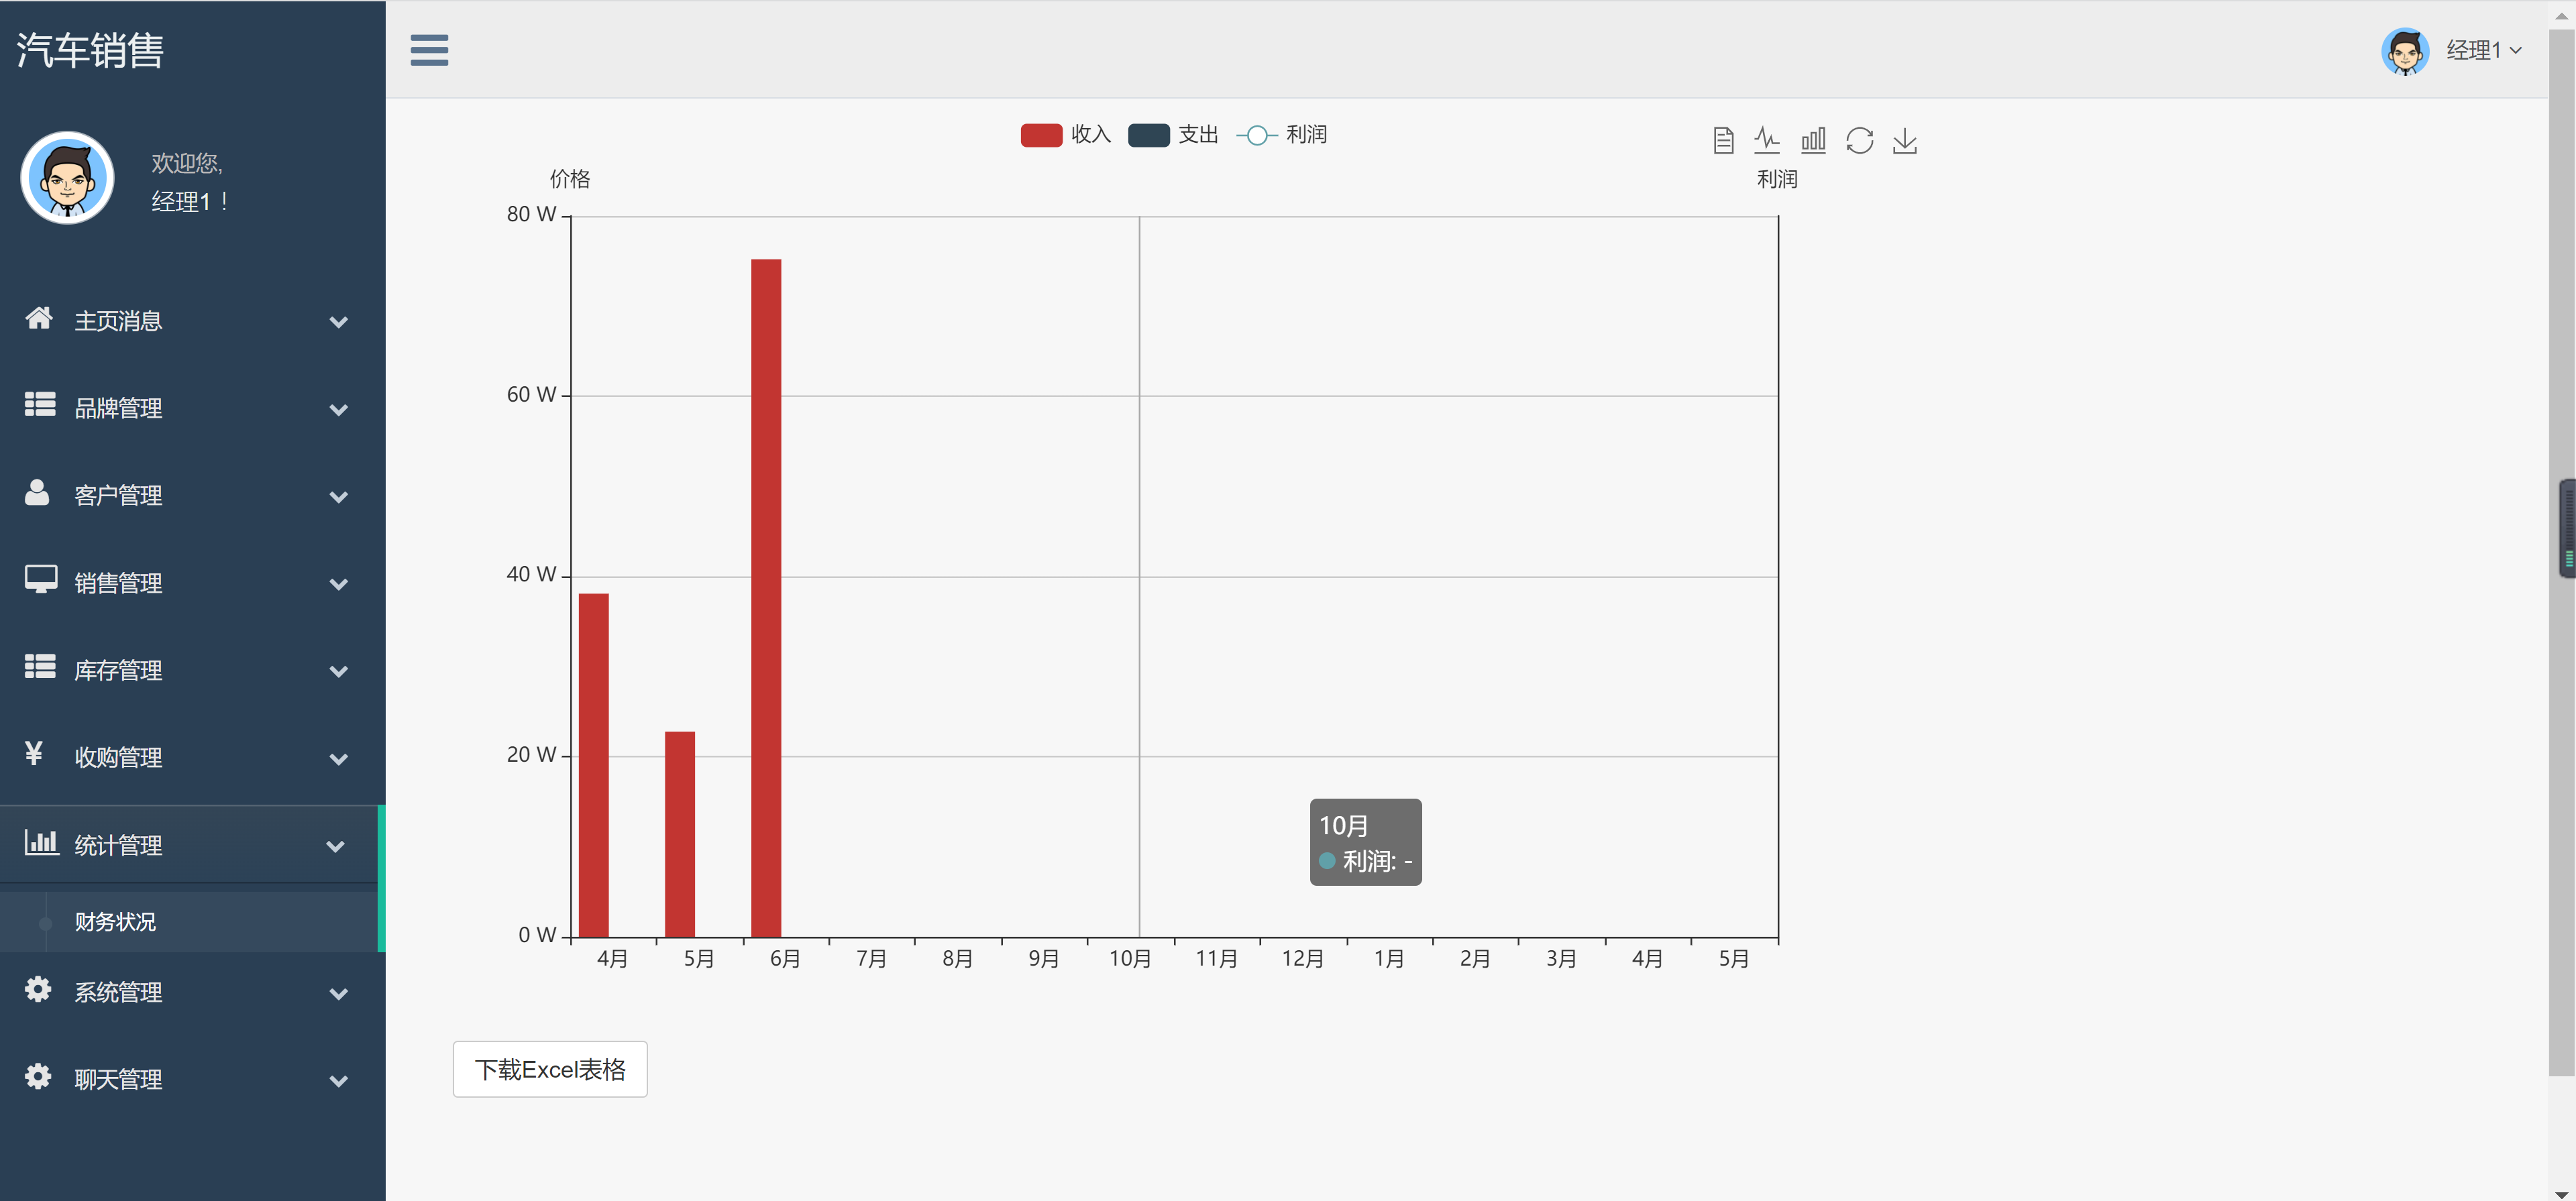 汽车销售
经理1
欢迎您,
经理1！
主页消息
品牌管理
客户管理
销售管理
库存管理
¥ 收购管理
统计管理
财务状况
系统管理
聊天管理
收入 支出 利润
价格
利润
80 W
60 W
40 W
20 W
0 W
4月 5月 6月 7月 8月 9月 10月 11月 12月 1月 2月 3月 4月 5月
10月
利润: -
下载Excel表格